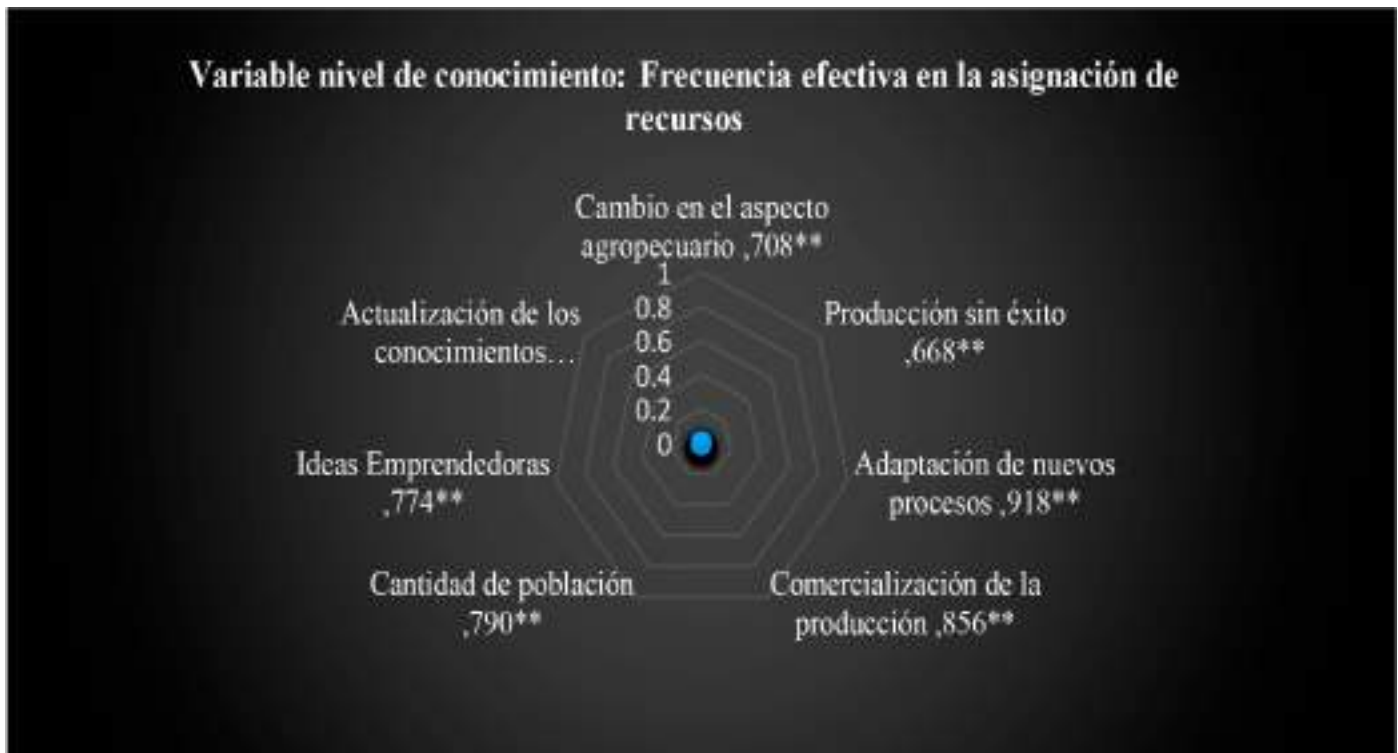 Variable nivel de conocimiento: Frecuencia efectiva en la asignación de
recursos
Cambio en el aspecto
agropecuario ,708**
1
0.8
0.6
0.4
0.2
0
Producción sin éxito
,668**
Adaptación de nuevos
procesos ,918**
Comercialización de la
producción ,856**
Cantidad de población
,790**
Ideas Emprendedoras
,774**
Actualización de los
conocimientos…